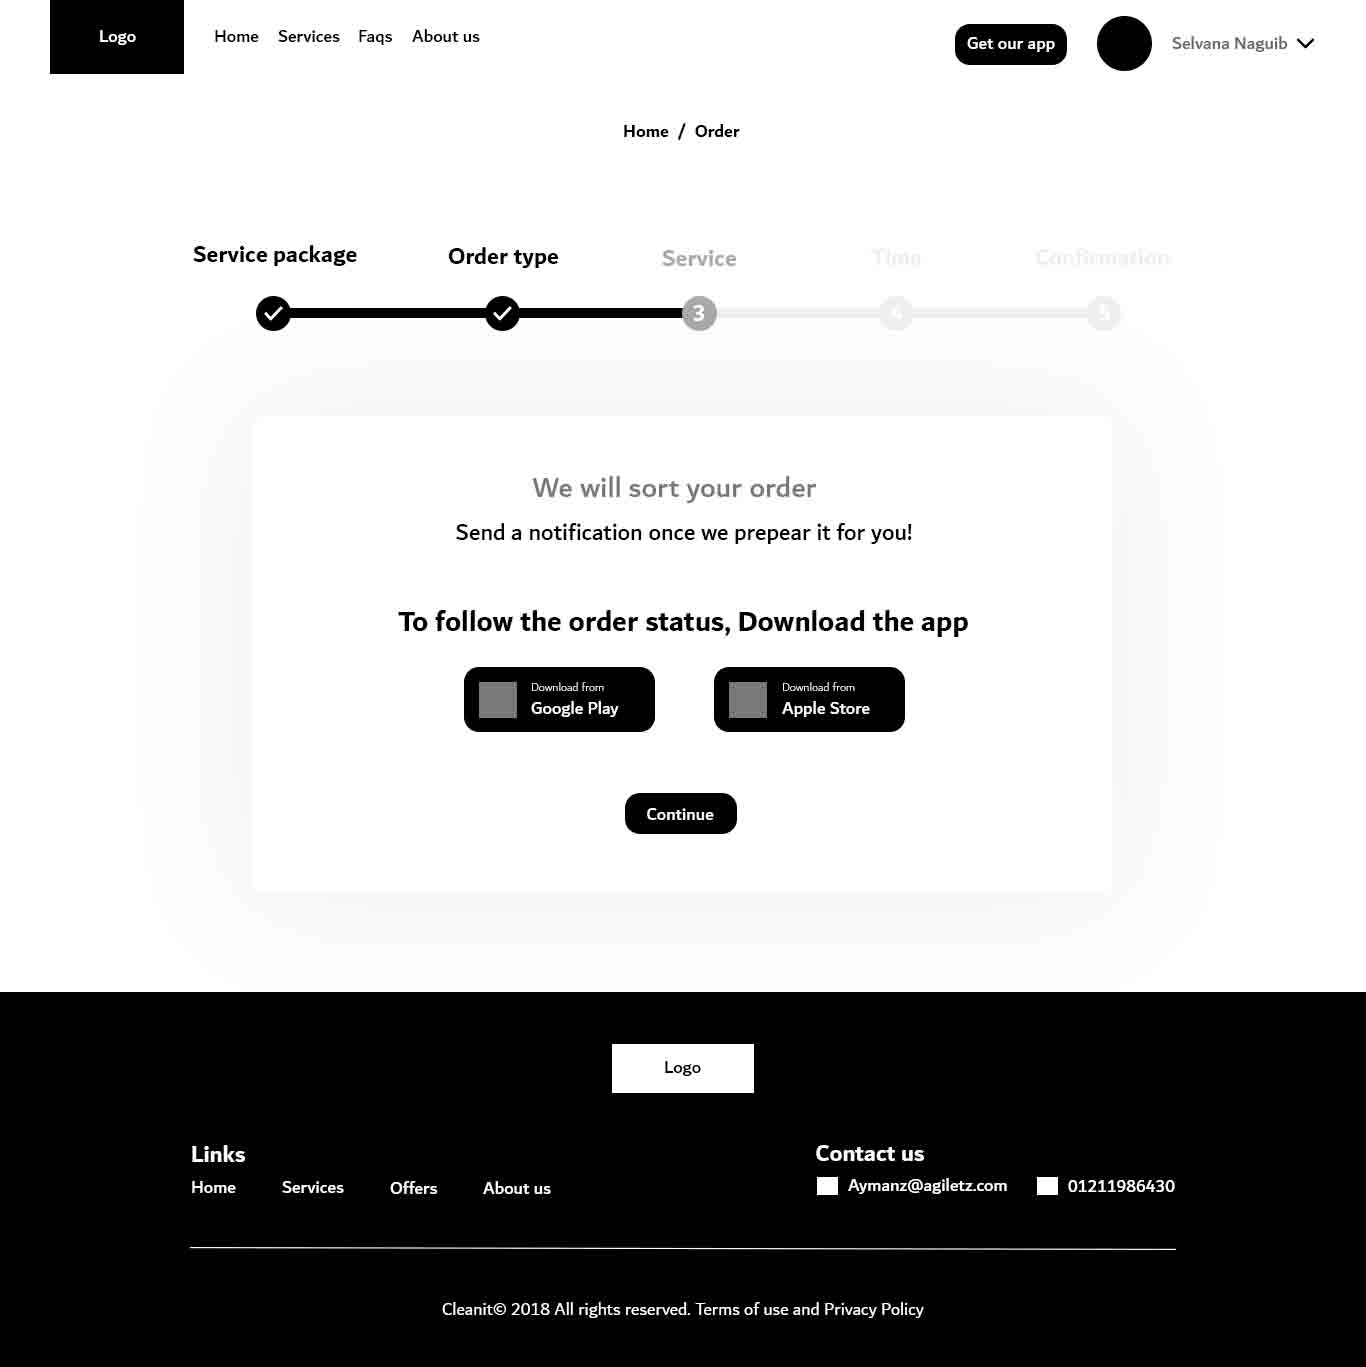 Logo
Home Services Faqs About us
Get our app
Selvana Naguib
Home / Order
Service package
Order type
Service
Time
Confirmation
3
4
5
We will sort your order
Send a notification once we prepear it for you!
To follow the order status, Download the app
Download from
Google Play
Download from
Apple Store
Continue
Logo
Links
Home Services Offers About us
Contact us
Aymanz@agiletz.com 01211986430
Cleanit© 2018 All rights reserved. Terms of use and Privacy Policy